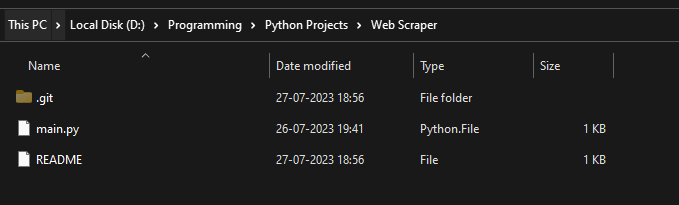 This PC > Local Disk (D:) > Programming > Python Projects > Web Scraper
Name Date modified Type Size
.git 27-07-2023 18:56 File folder
main.py 26-07-2023 19:41 Python.File 1 KB
README 27-07-2023 18:56 File 1 KB